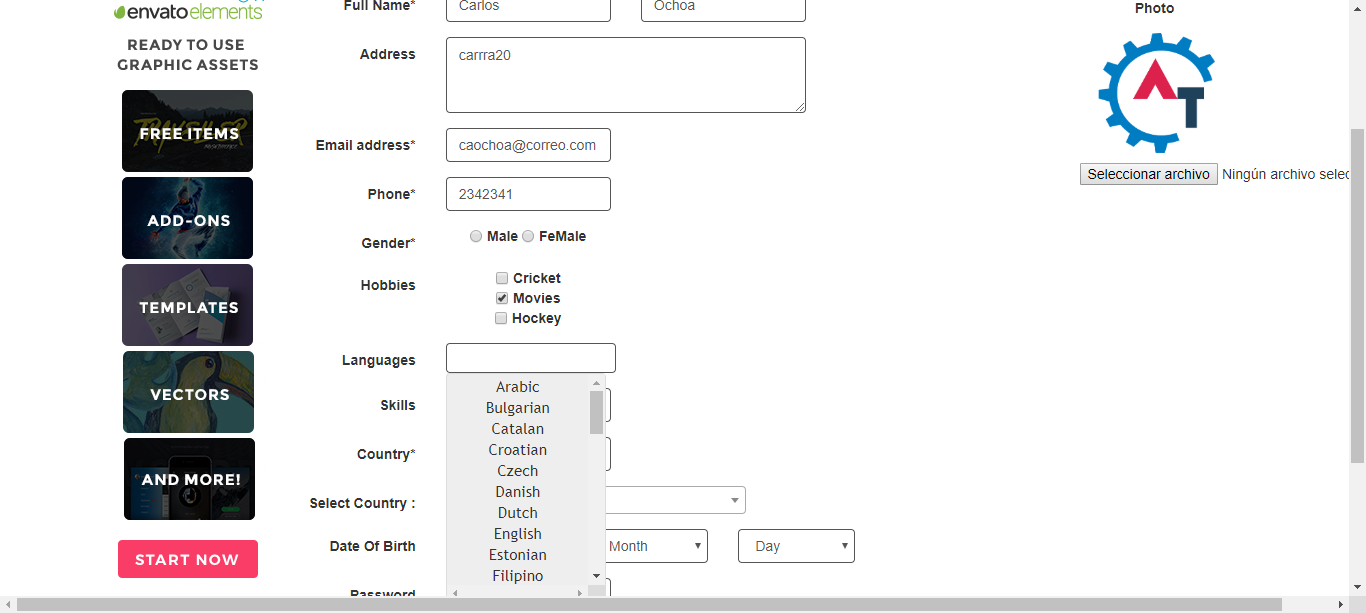 envato elements
READY TO USE
GRAPHIC ASSETS
FREE ITEMS
ADD-ONS
TEMPLATES
VECTORS
AND MORE!
START NOW
Full Name*
Carlos
Ochoa
Address
carrra20
Email address*
caochoa@correo.com
Phone*
2342341
Gender*
Male
FeMale
Hobbies
Cricket
Movies
Hockey
Languages
Arabic
Bulgarian
Catalan
Croatian
Czech
Danish
Dutch
English
Estonian
Filipino
Skills
Country*
Select Country :
Date Of Birth
Month
Day
Password
Photo
AT
Seleccionar archivo
Ningún archivo selec